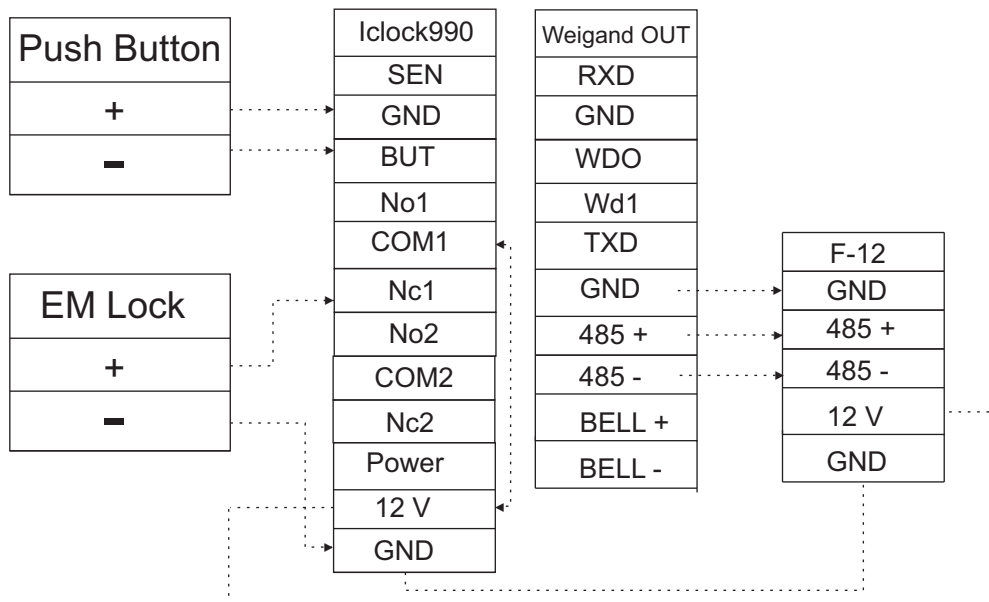 Push Button
+
-
EM Lock
+
-
Iclock990
SEN
GND
BUT
No1
COM1
Nc1
No2
COM2
Nc2
Power
12 V
GND
Weigand OUT
RXD
GND
WDO
Wd1
TXD
GND
485 +
485 -
BELL +
BELL -
F-12
GND
485 +
485 -
12 V
GND